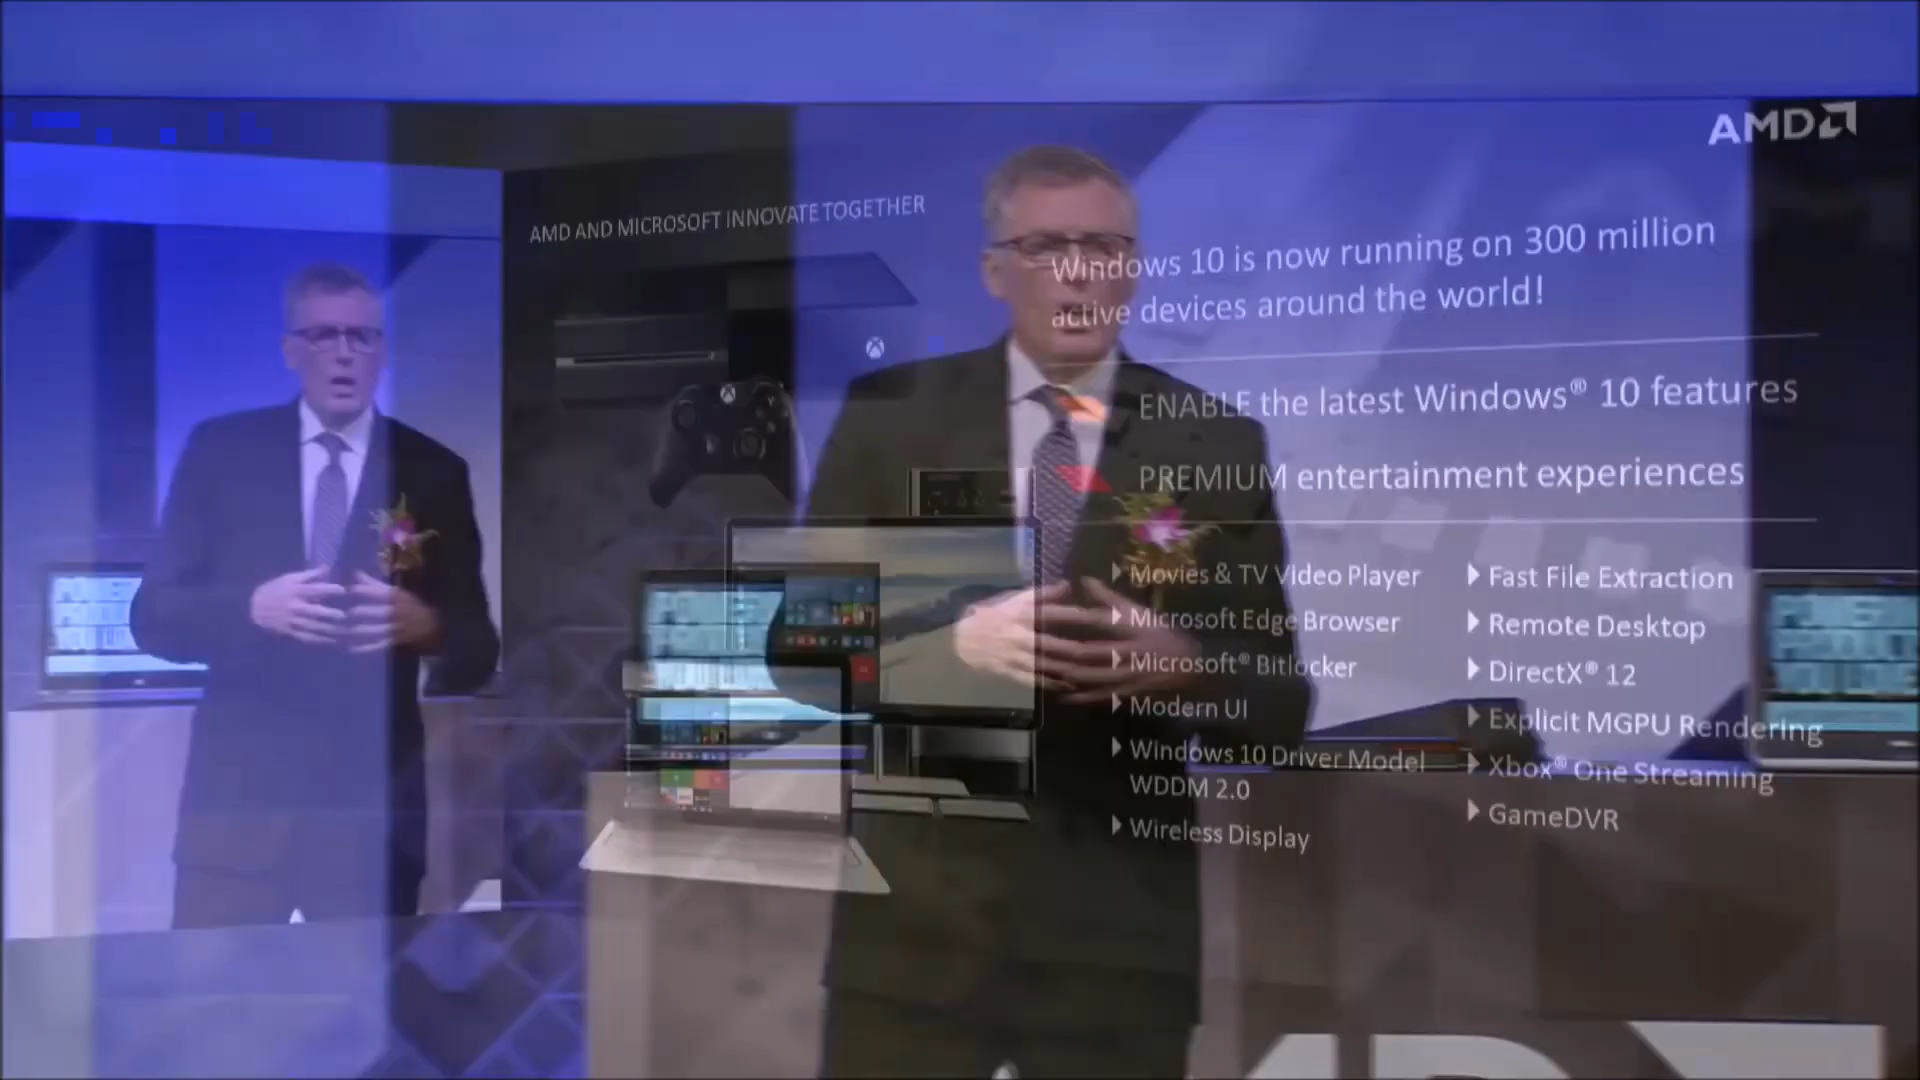 AMD
AMD AND MICROSOFT INNOVATE TOGETHER
Windows 10 is now running on 300 million
active devices around the world!
ENABLE the latest Windows® 10 features
PREMIUM entertainment experiences
Movies & TV Video Player
Microsoft Edge Browser
Microsoft® Bitlocker
Modern UI
Windows 10 Driver Model
WDDM 2.0
Wireless Display
Fast File Extraction
Remote Desktop
DirectX® 12
Explicit MGPU Rendering
Xbox® One Streaming
GameDVR